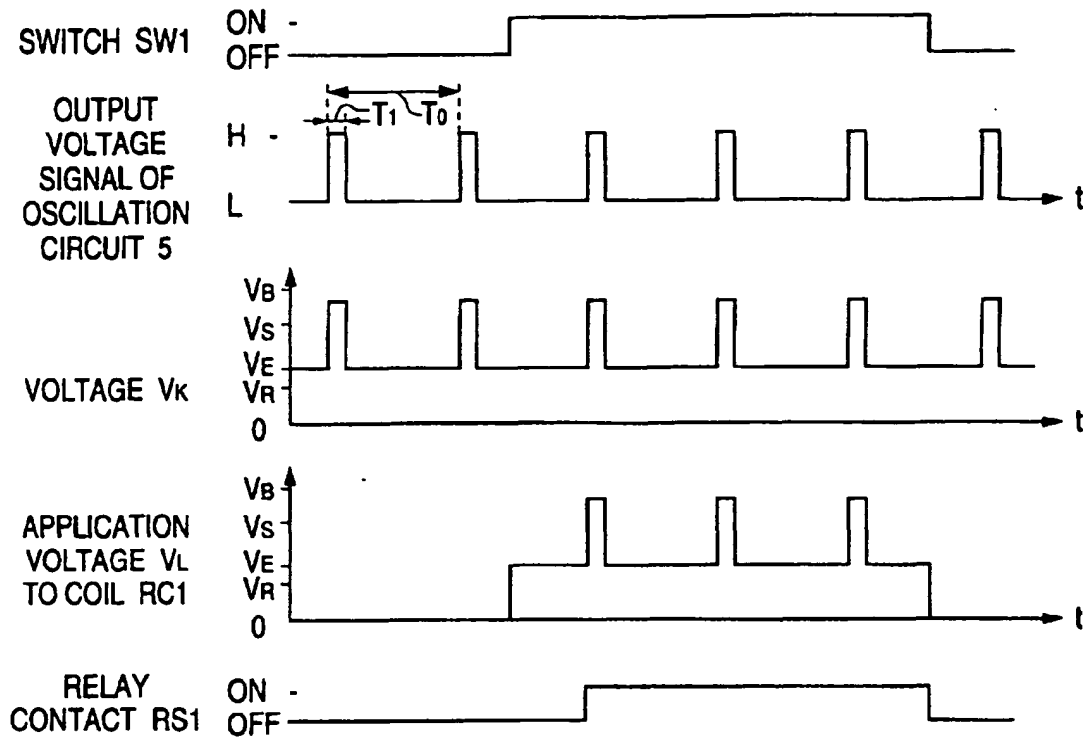 SWITCH SW1
ON
OFF
OUTPUT
VOLTAGE
SIGNAL OF
OSCILLATION
CIRCUIT 5
T1 T0
H
L
t
VOLTAGE VK
VB
VS
VE
VR
0
t
APPLICATION
VOLTAGE VL
TO COIL RC1
VB
VS
VE
VR
0
t
RELAY
CONTACT RS1
ON
OFF